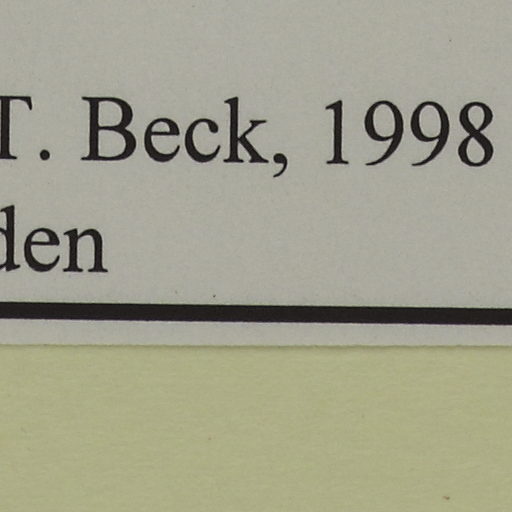 T. Beck, 1998
den